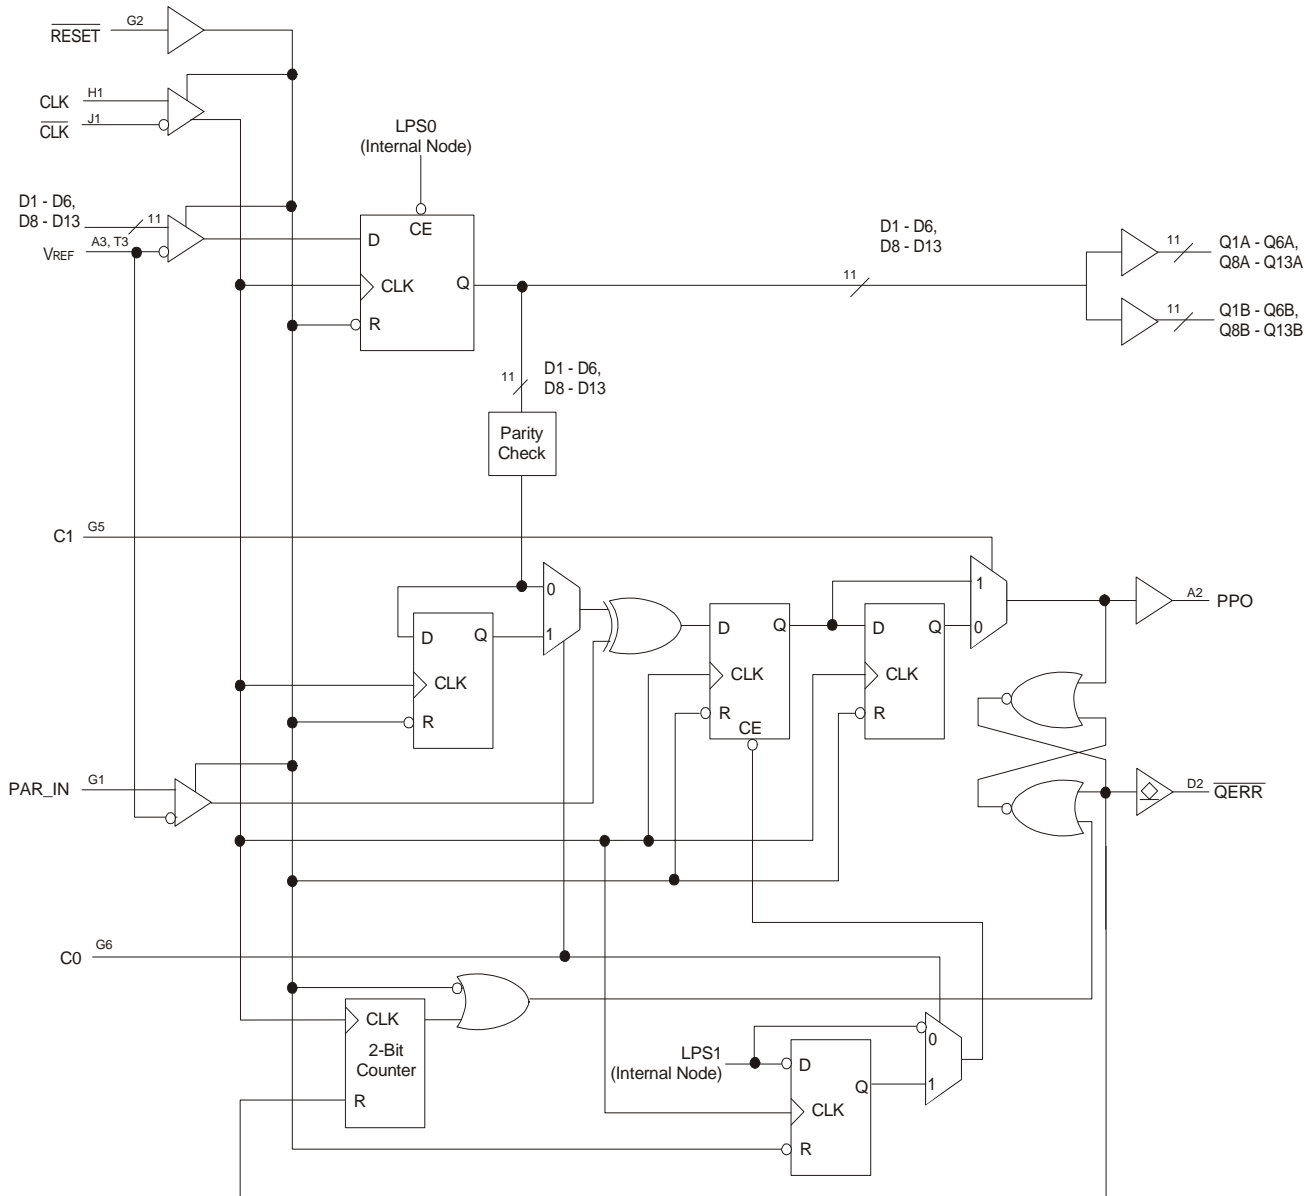 RESET G2
CLK H1
CLK J1
LPS0
(Internal Node)
D1 - D6,
D8 - D13 11
VREF A3, T3
CE
D
CLK
Q
R
D1 - D6,
D8 - D13
11
11 Q1A - Q6A,
Q8A - Q13A
11 Q1B - Q6B,
Q8B - Q13B
11 D1 - D6,
D8 - D13
Parity
Check
C1 G5
0
1
D Q
CLK
R
D Q
CLK
R
CE
D Q
CLK
R
1
0
A2 PPO
PAR_IN G1
D2 QERR
C0 G6
CLK
2-Bit
Counter
R
LPS1
(Internal Node)
D
Q
CLK
R
0
1